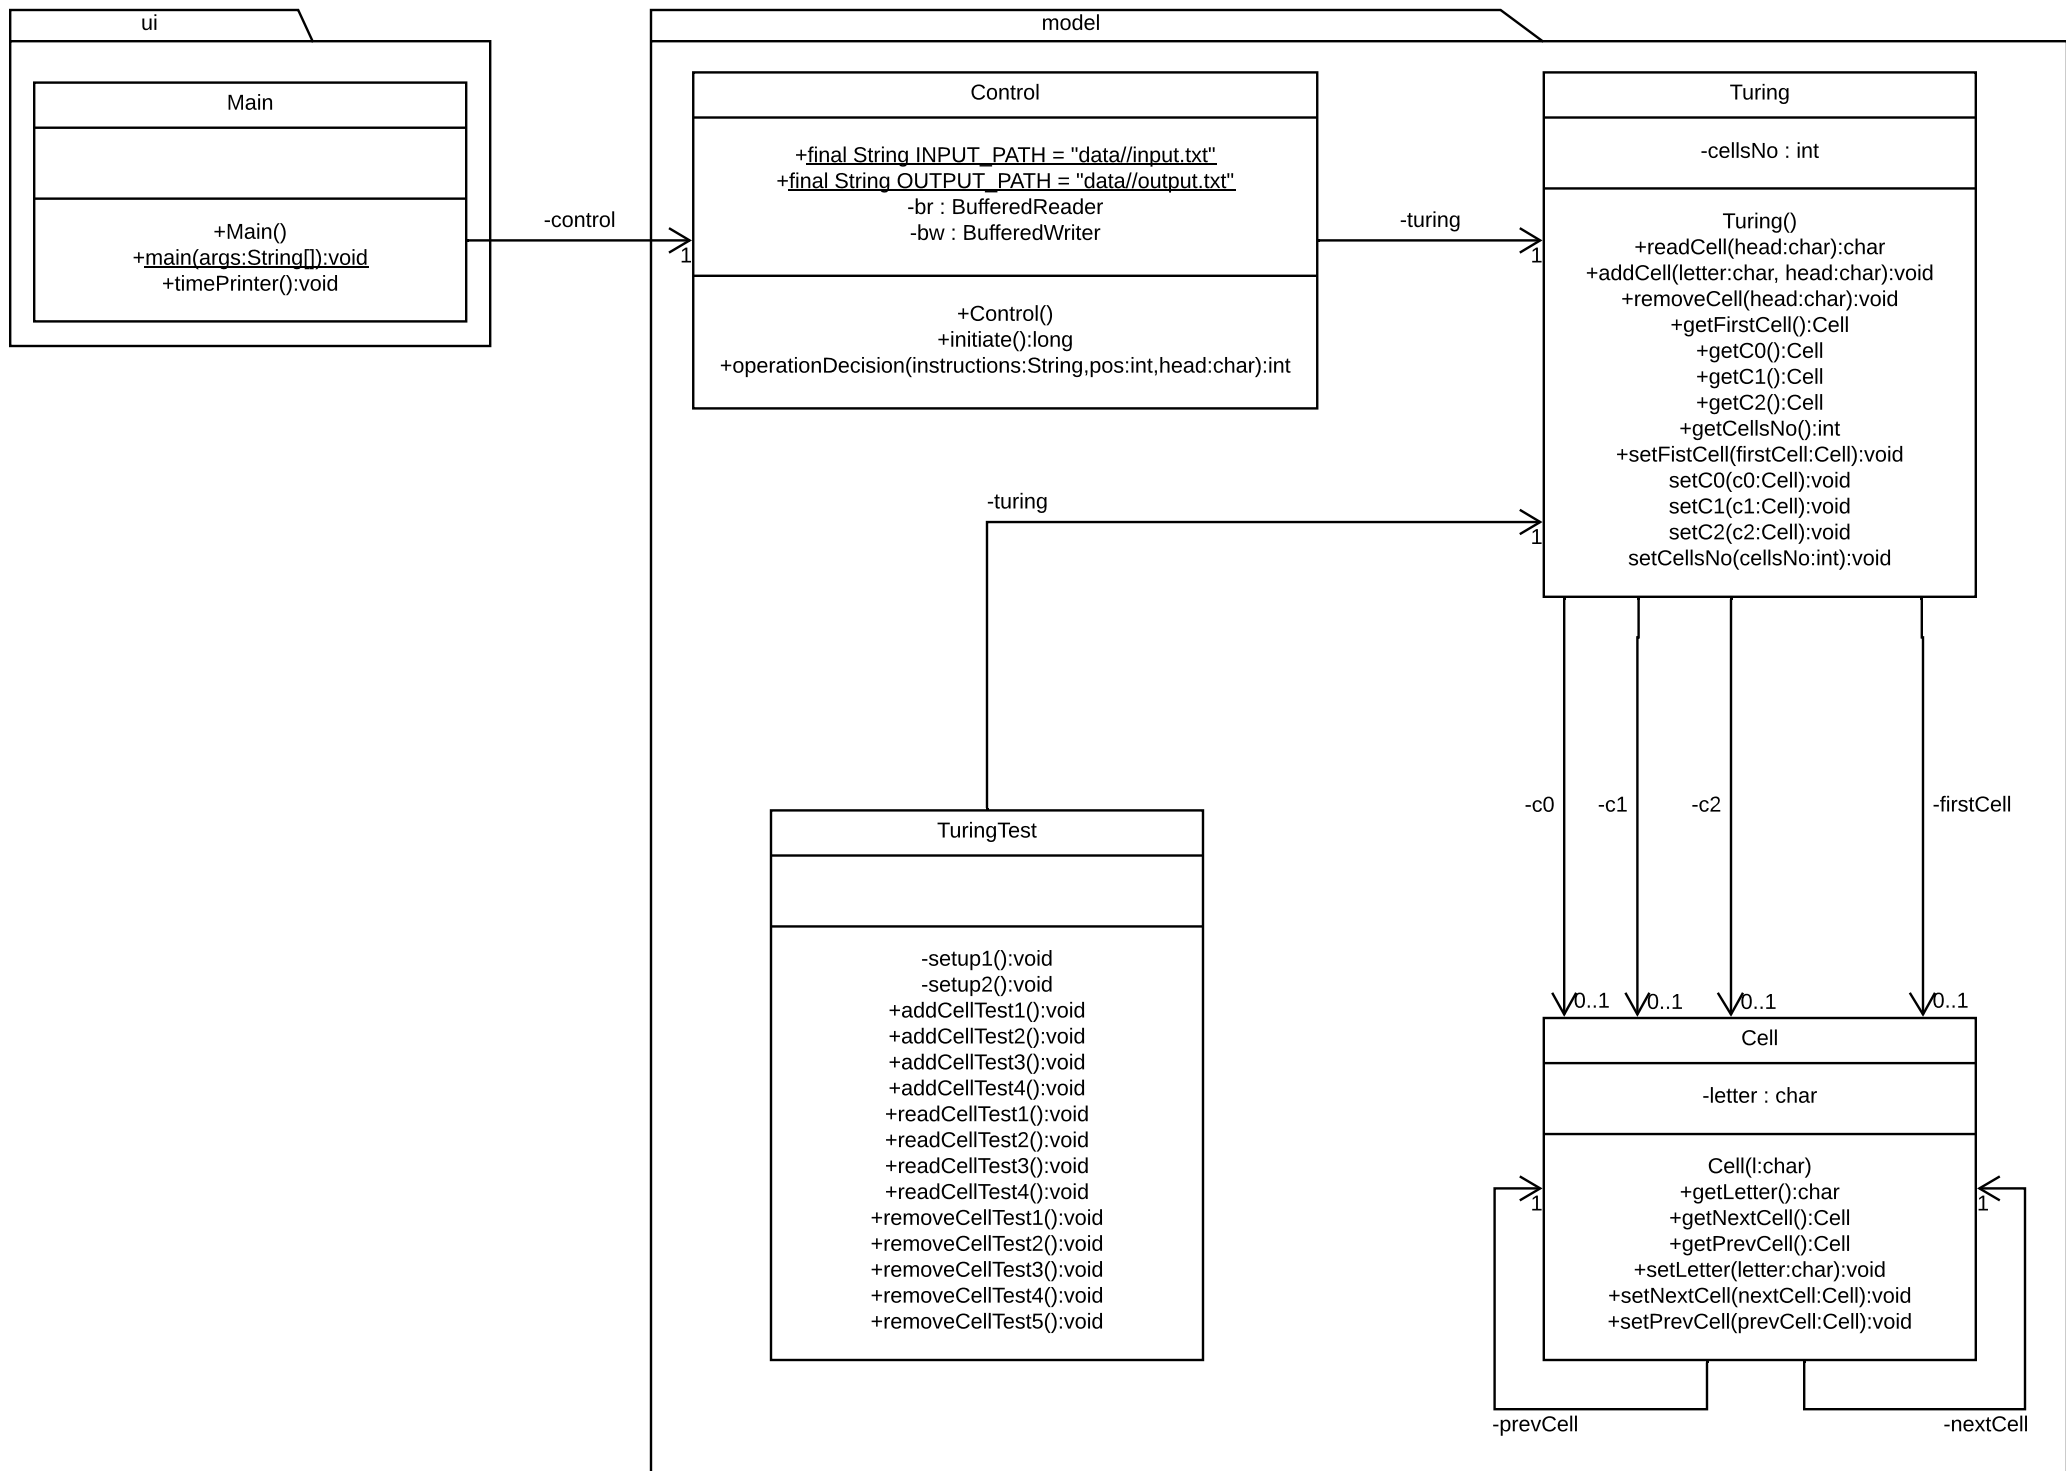 ui
Main
+Main()
+main(args:String[]):void
+timePrinter():void
-control
1
model
Control
+final String INPUT_PATH = "data//input.txt"
+final String OUTPUT_PATH = "data//output.txt"
-br : BufferedReader
-bw : BufferedWriter
+Control()
+initiate():long
+operationDecision(instructions:String,pos:int,head:char):int
-turing
1
Turing
-cellsNo : int
Turing()
+readCell(head:char):char
+addCell(letter:char, head:char):void
+removeCell(head:char):void
+getFirstCell():Cell
+getC0():Cell
+getC1():Cell
+getC2():Cell
+getCellsNo():int
+setFistCell(firstCell:Cell):void
setC0(c0:Cell):void
setC1(c1:Cell):void
setC2(c2:Cell):void
setCellsNo(cellsNo:int):void
-turing
1
TuringTest
-setup1():void
-setup2():void
+addCellTest1():void
+addCellTest2():void
+addCellTest3():void
+addCellTest4():void
+readCellTest1():void
+readCellTest2():void
+readCellTest3():void
+readCellTest4():void
+removeCellTest1():void
+removeCellTest2():void
+removeCellTest3():void
+removeCellTest4():void
+removeCellTest5():void
-c0
-c1
-c2
-firstCell
0..1
0..1
0..1
0..1
Cell
-letter : char
Cell(l:char)
+getLetter():char
+getNextCell():Cell
+getPrevCell():Cell
+setLetter(letter:char):void
+setNextCell(nextCell:Cell):void
+setPrevCell(prevCell:Cell):void
1
1
-prevCell
-nextCell